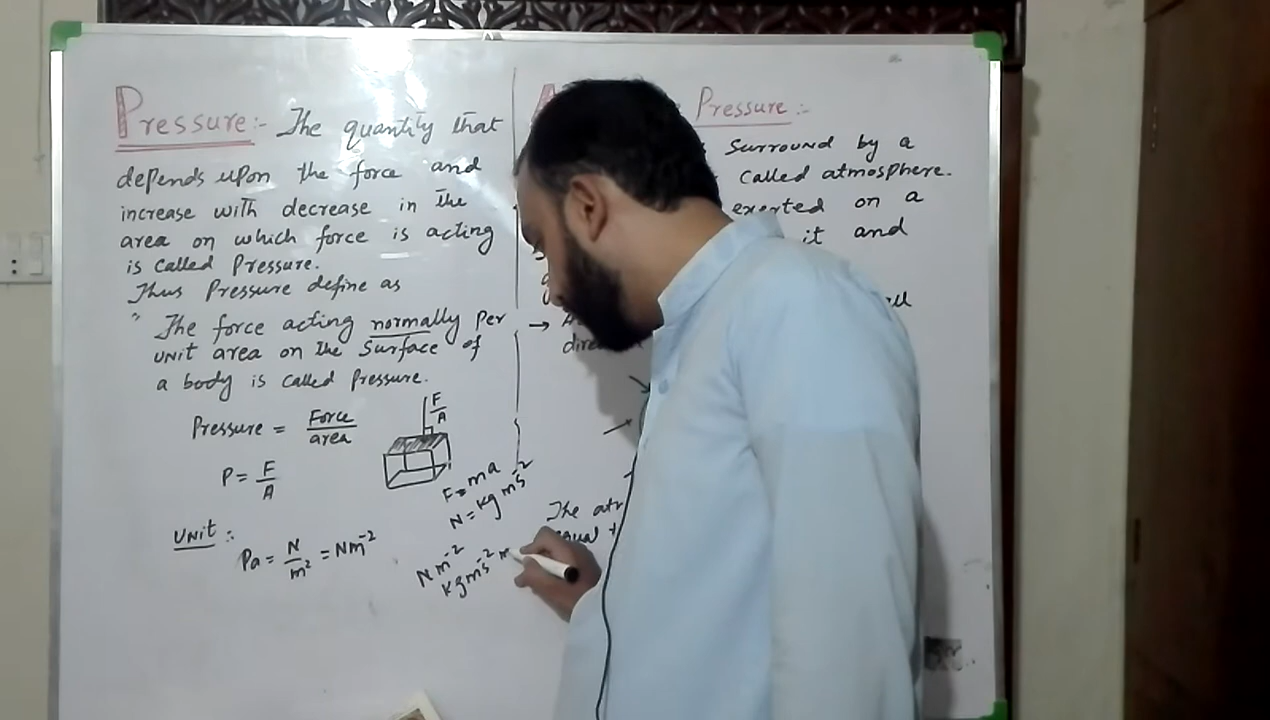 Pressure:- The quantity that
depends upon the force and
increase with decrease in the
area on which force is acting
is called Pressure.
Thus Pressure define as
" The force acting normally per
unit area on the surface of
a body is called Pressure.
Pressure = Force / area
F / A
P = F / A
F = ma
N = kg ms⁻²
Unit :-
Pa = N / m² = Nm⁻²
Nm⁻²
kgms⁻² m
A
Pressure :-
surround by a
called atmosphere.
exerted on a
it and
all
→
The
equal